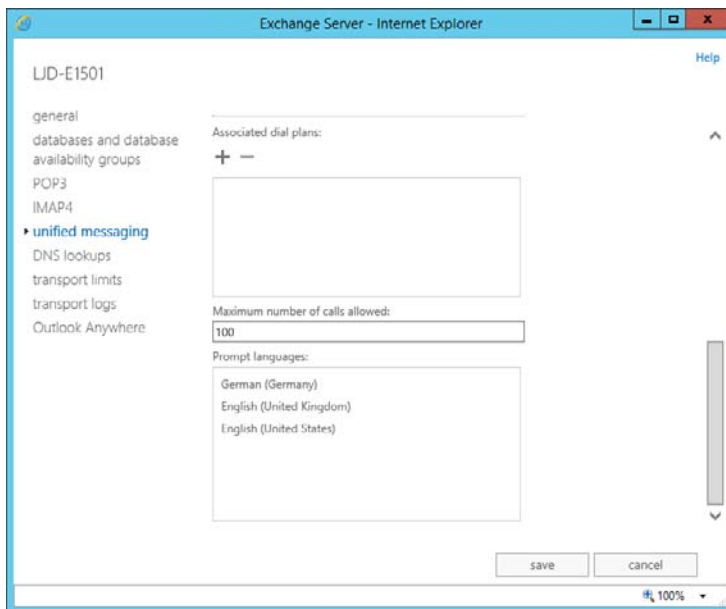 Exchange Server - Internet Explorer
Help
LJD-E1501
general
databases and database
availability groups
POP3
IMAP4
unified messaging
DNS lookups
transport limits
transport logs
Outlook Anywhere
Associated dial plans:
Maximum number of calls allowed:
100
Prompt languages:
German (Germany)
English (United Kingdom)
English (United States)
save
cancel
100%